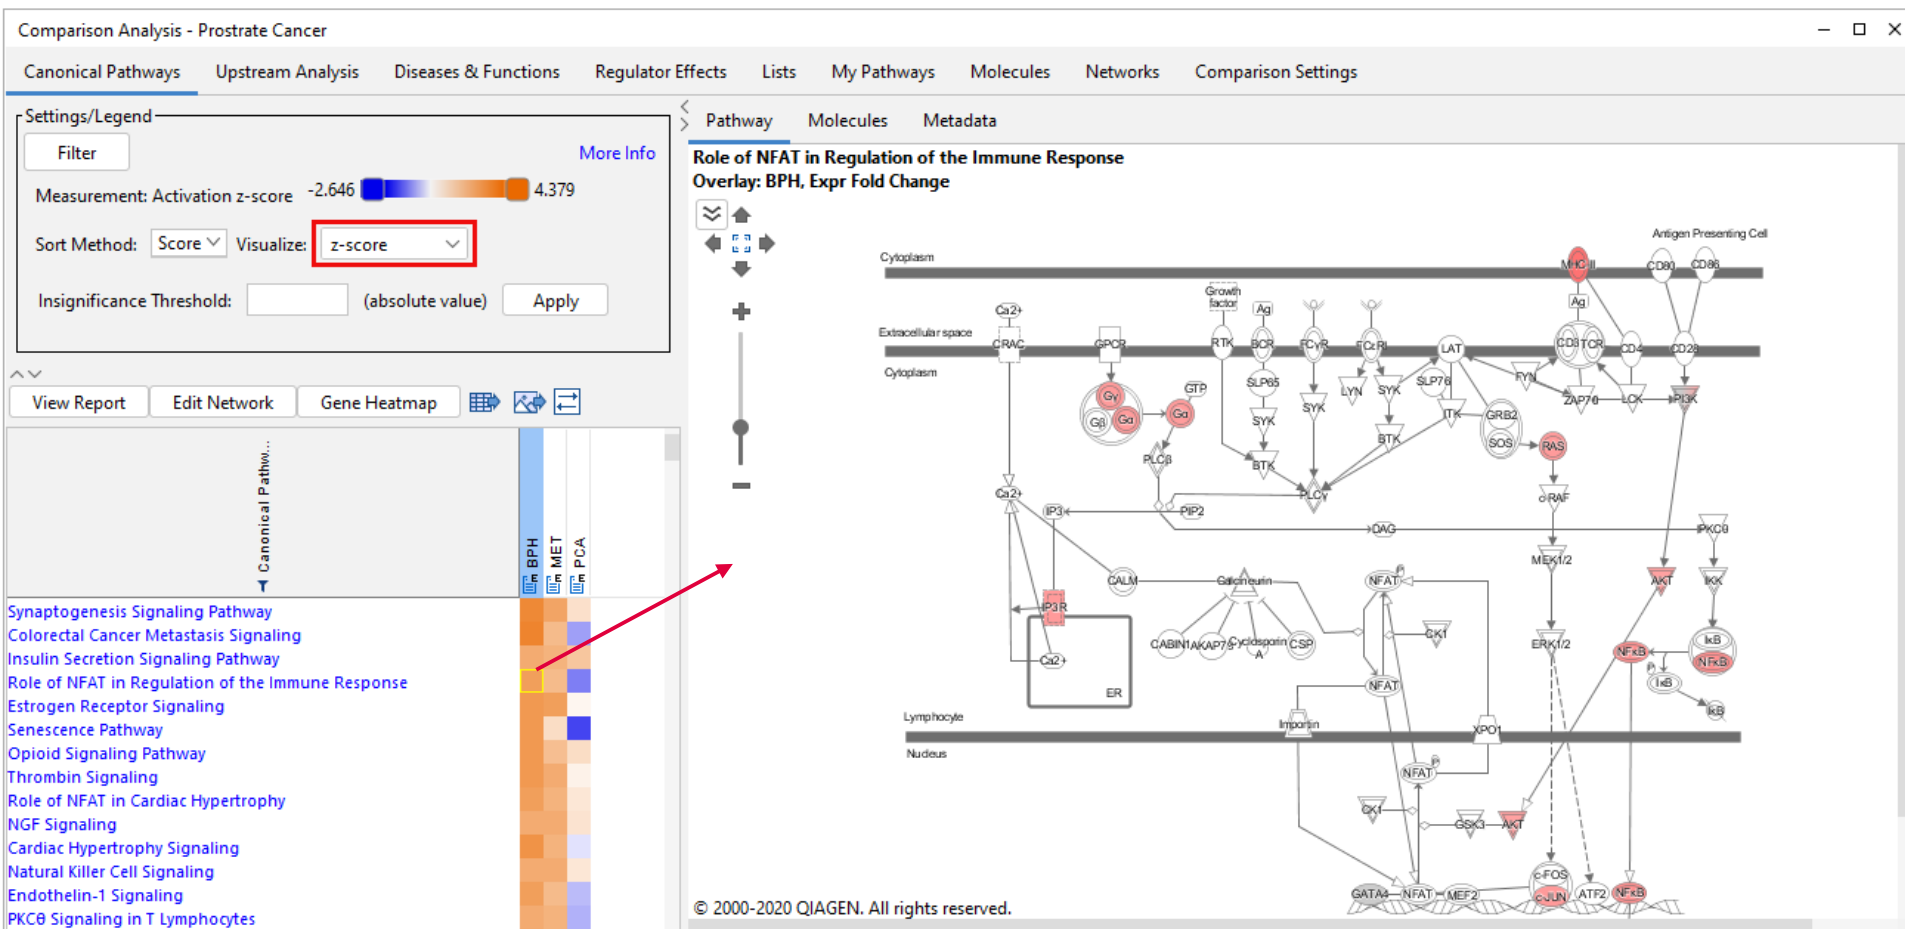 Comparison Analysis - Prostrate Cancer
Canonical Pathways Upstream Analysis Diseases & Functions Regulator Effects Lists My Pathways Molecules Networks Comparison Settings
Settings/Legend
Filter
More Info
Measurement: Activation z-score -2.646 4.379
Sort Method: Score Visualize: z-score
Insignificance Threshold: (absolute value) Apply
View Report Edit Network Gene Heatmap
Canonical Pathw...
BPH
MET
PCA
Synaptogenesis Signaling Pathway
Colorectal Cancer Metastasis Signaling
Insulin Secretion Signaling Pathway
Role of NFAT in Regulation of the Immune Response
Estrogen Receptor Signaling
Senescence Pathway
Opioid Signaling Pathway
Thrombin Signaling
Role of NFAT in Cardiac Hypertrophy
NGF Signaling
Cardiac Hypertrophy Signaling
Natural Killer Cell Signaling
Endothelin-1 Signaling
PKCθ Signaling in T Lymphocytes
Pathway Molecules Metadata
Role of NFAT in Regulation of the Immune Response
Overlay: BPH, Expr Fold Change
Antigen Presenting Cell
Cytoplasm
MHC-II CD80 CD86
Growth
factor
Ca2+ Ag Ag
Extracellular space
CRAC GPCR RTK BCR FCγR FCεRI LAT CD3 TCR CD4 CD28
Cytoplasm
SLP65 LYN SYK SLP76 FYN
Gγ GTP ZAP70 LCK PI3K
Gβ Gα Gα SYK SYK ITK GRB2
BTK SOS RAS
PLCβ BTK
Ca2+ PLCγ c-RAF
IP3 PIP2
DAG PKCθ
MEK1/2
CALM Calcineurin NFAT P AKT IKK
IP3R
CK1
CABIN1 AKAP79 Cyclosporin CSP ERK1/2 IκB
A
NFκB NFκB
Ca2+ P
IκB
ER NFAT
IκB
Lymphocyte
Importin XPO1
Nucleus
NFAT P
CK1
GSK3 AKT
c-FOS
GATA4 NFAT MEF2 c-JUN ATF2 NFκB
© 2000-2020 QIAGEN. All rights reserved.